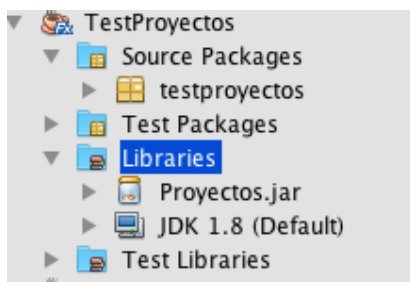 TestProyectos
Source Packages
testproyectos
Test Packages
Libraries
Proyectos.jar
JDK 1.8 (Default)
Test Libraries